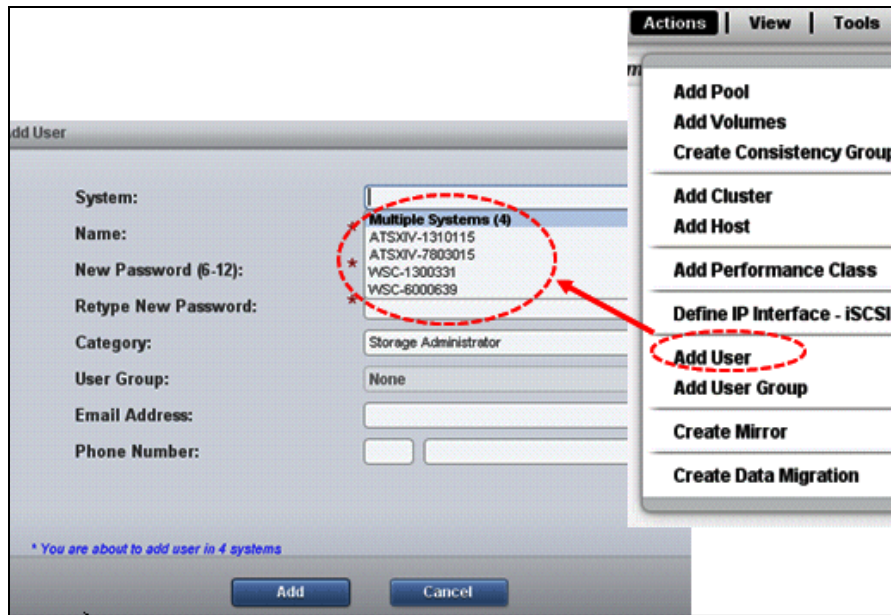 Actions | View | Tools
Add Pool
Add Volumes
Create Consistency Group
Add Cluster
Add Host
Add Performance Class
Define IP Interface - iSCSI
Add User
Add User Group
Create Mirror
Create Data Migration
dd User
System:
Multiple Systems (4)
ATSXIV-1310115
ATSXIV-7803015
WSC-1300331
WSC-6000639
Name: *
New Password (6-12): *
Retype New Password: *
Category: Storage Administrator
User Group: None
Email Address:
Phone Number:
* You are about to add user in 4 systems
Add Cancel